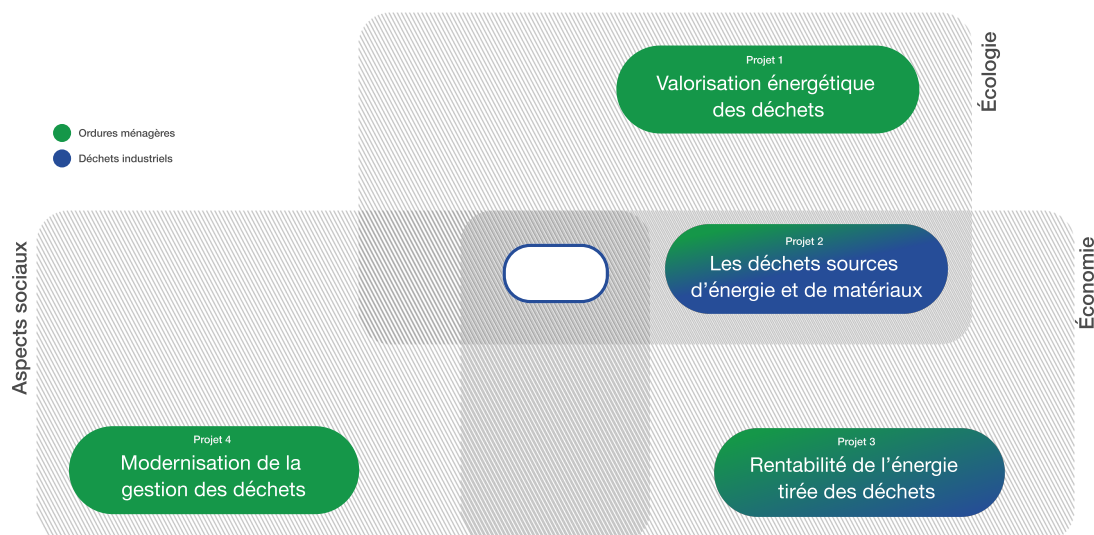 Écologie
Projet 1
Valorisation énergétique
des déchets
Ordures ménagères
Déchets industriels
Aspects sociaux
Économie
Projet 2
Les déchets sources
d’énergie et de matériaux
Projet 4
Modernisation de la
gestion des déchets
Projet 3
Rentabilité de l’énergie
tirée des déchets